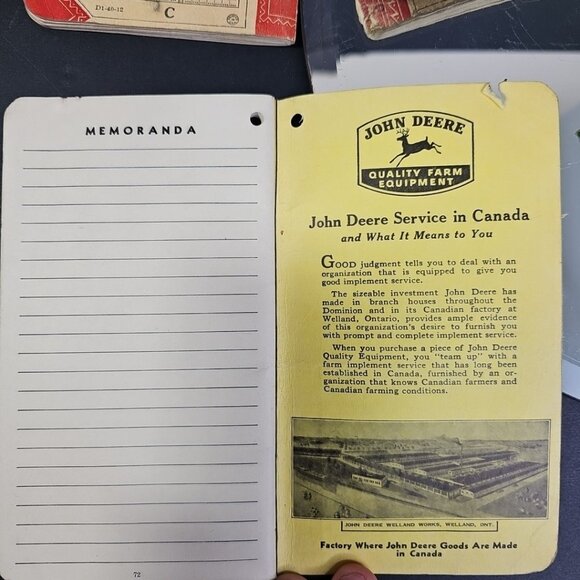 D1-40-12
C
MEMORANDA
72
JOHN DEERE
QUALITY FARM
EQUIPMENT
John Deere Service in Canada
and What It Means to You
GOOD judgment tells you to deal with an
organization that is equipped to give you
good implement service.
The sizeable investment John Deere has
made in branch houses throughout the
Dominion and in its Canadian factory at
Welland, Ontario, provides ample evidence
of this organization's desire to furnish you
with prompt and complete implement service.
When you purchase a piece of John Deere
Quality Equipment, you "team up" with a
farm implement service that has long been
established in Canada, furnished by an or-
ganization that knows Canadian farmers and
Canadian farming conditions.
JOHN DEERE WELLAND WORKS, WELLAND, ONT.
Factory Where John Deere Goods Are Made
in Canada